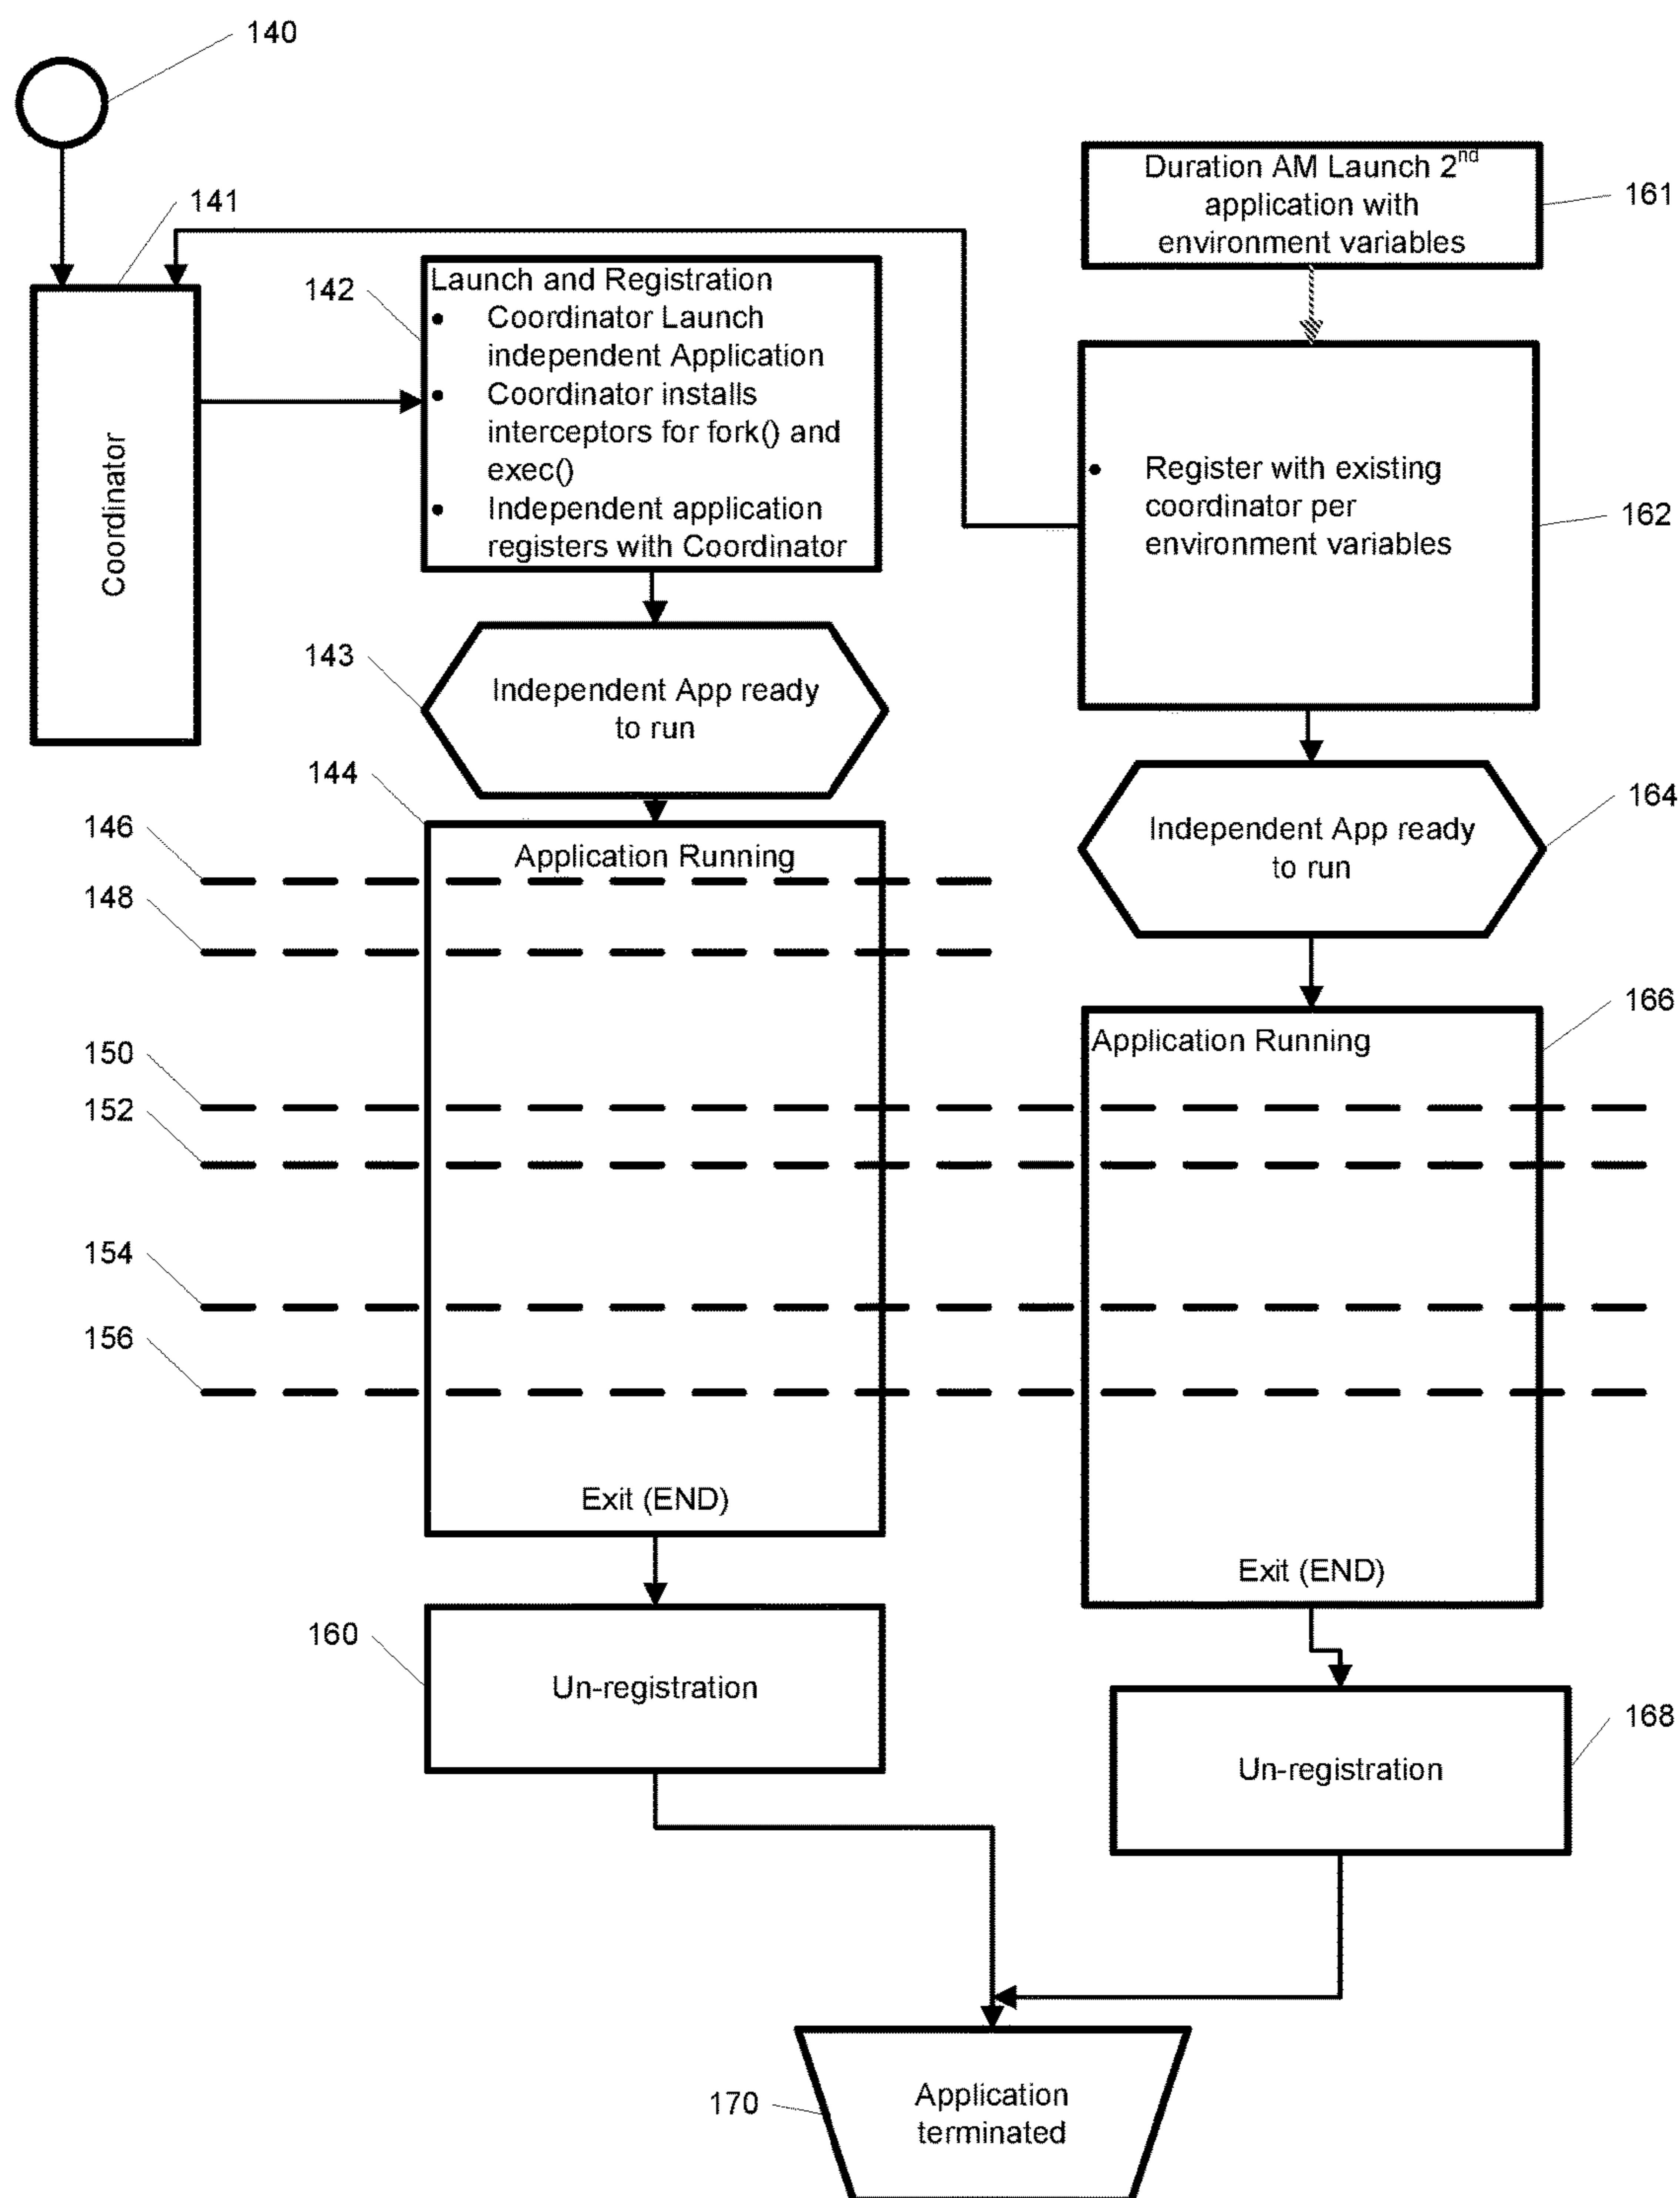 140
141
Coordinator
142
Launch and Registration
• Coordinator Launch
independent Application
• Coordinator installs
interceptors for fork() and
exec()
• Independent application
registers with Coordinator
Duration AM Launch 2nd
application with
environment variables
161
• Register with existing
coordinator per
environment variables
162
143
Independent App ready
to run
164
Independent App ready
to run
144
Application Running
146
148
150
152
154
156
Exit (END)
166
Application Running
Exit (END)
160
Un-registration
168
Un-registration
170
Application
terminated